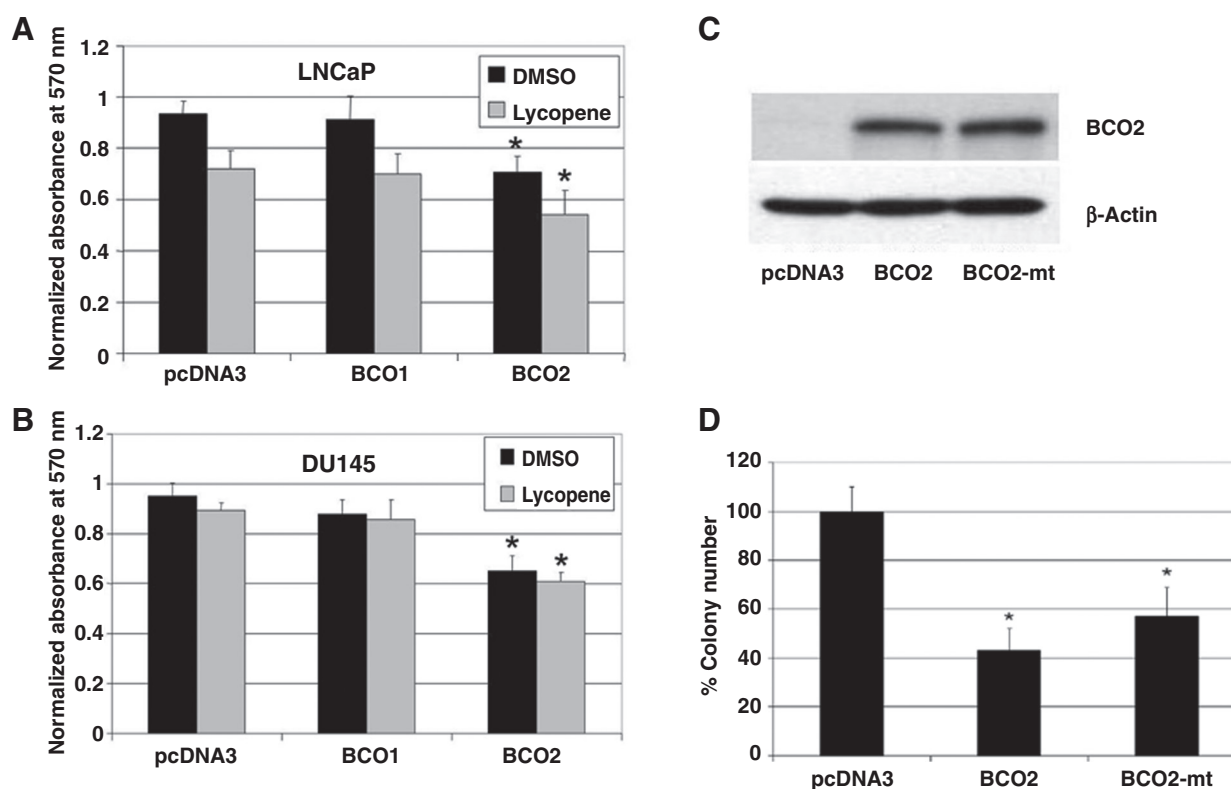 A
Normalized absorbance at 570 nm
1.2
1
0.8
0.6
0.4
0.2
0
LNCaP
DMSO
Lycopene
*
*
pcDNA3 BCO1 BCO2
B
Normalized absorbance at 570 nm
1.2
1
0.8
0.6
0.4
0.2
0
DU145
DMSO
Lycopene
*
*
pcDNA3 BCO1 BCO2
C
BCO2
β-Actin
pcDNA3 BCO2 BCO2-mt
D
% Colony number
120
100
80
60
40
20
0
*
*
pcDNA3 BCO2 BCO2-mt